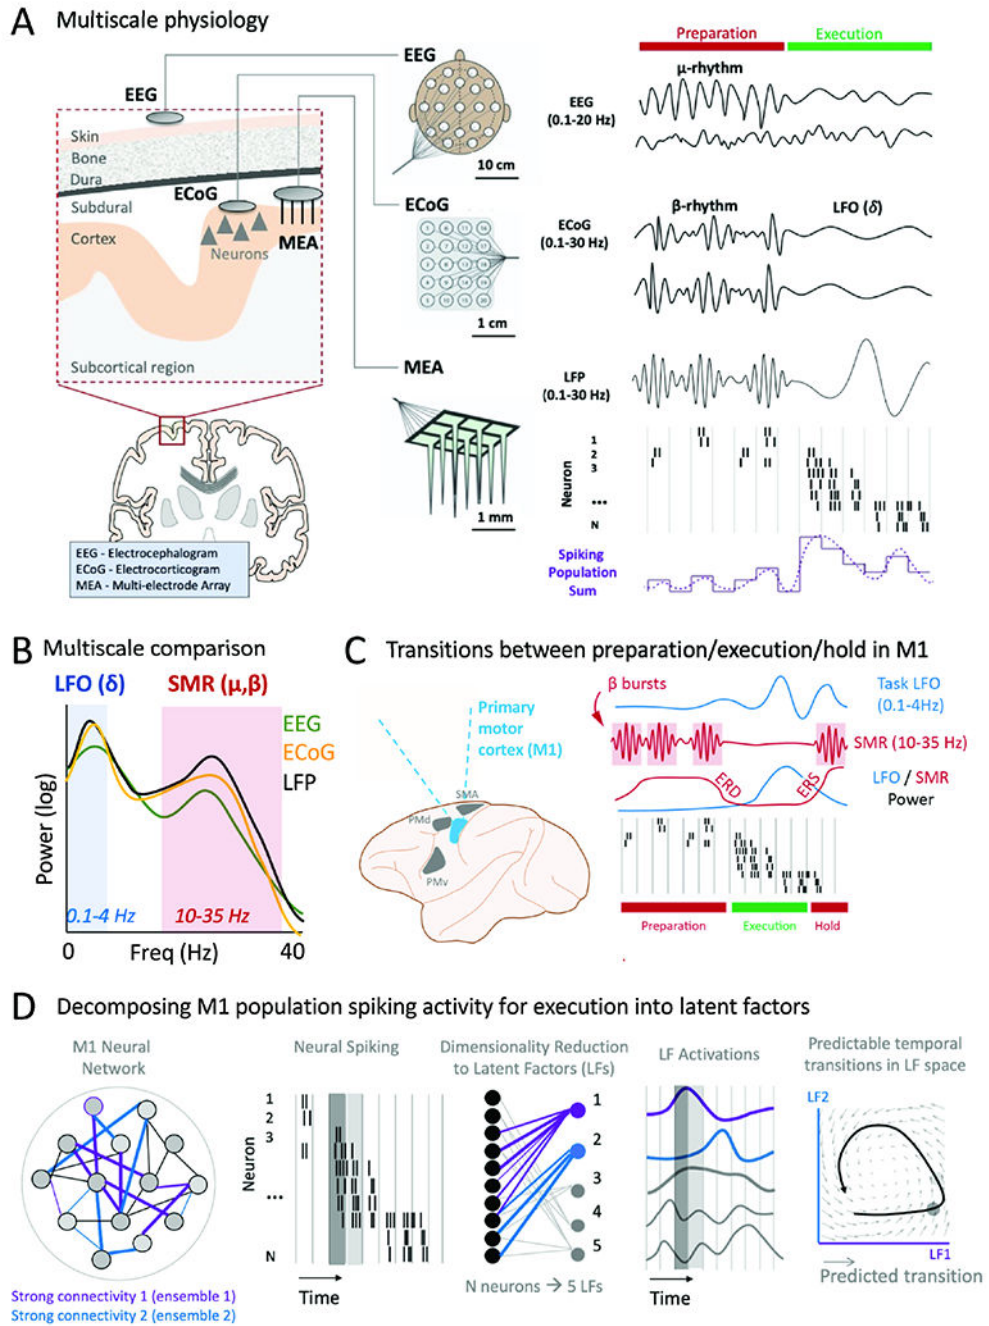 A Multiscale physiology
EEG
Skin
Bone
Dura
Subdural
Cortex
ECoG
MEA
Neurons
Subcortical region
EEG - Electrocephalogram
ECoG - Electrocorticogram
MEA - Multi-electrode Array
EEG
10 cm
ECoG
1 cm
MEA
1 mm
Preparation
Execution
μ-rhythm
EEG
(0.1-20 Hz)
β-rhythm
LFO (δ)
ECoG
(0.1-30 Hz)
LFP
(0.1-30 Hz)
Neuron
1
2
3
...
N
Spiking
Population
Sum
B Multiscale comparison
LFO (δ)
SMR (μ,β)
EEG
ECoG
LFP
Power (log)
0.1-4 Hz
10-35 Hz
0
Freq (Hz)
40
C Transitions between preparation/execution/hold in M1
Primary
motor
cortex (M1)
SMA
PMd
PMv
β bursts
Task LFO
(0.1-4Hz)
SMR (10-35 Hz)
ERD
ERS
LFO / SMR
Power
Preparation
Execution
Hold
D Decomposing M1 population spiking activity for execution into latent factors
M1 Neural
Network
Strong connectivity 1 (ensemble 1)
Strong connectivity 2 (ensemble 2)
Neural Spiking
Neuron
1
2
3
...
N
Time
Dimensionality Reduction
to Latent Factors (LFs)
1
2
3
4
5
N neurons → 5 LFs
LF Activations
Time
Predictable temporal
transitions in LF space
LF2
LF1
Predicted transition